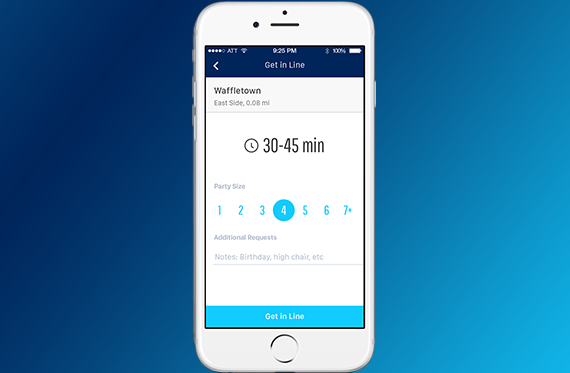 ATT 9:25 PM 100%
Get in Line
Waffletown
East Side, 0.08 mi
30-45 min
Party Size
1 2 3 4 5 6 7+
Additional Requests
Notes: Birthday, high chair, etc
Get in Line